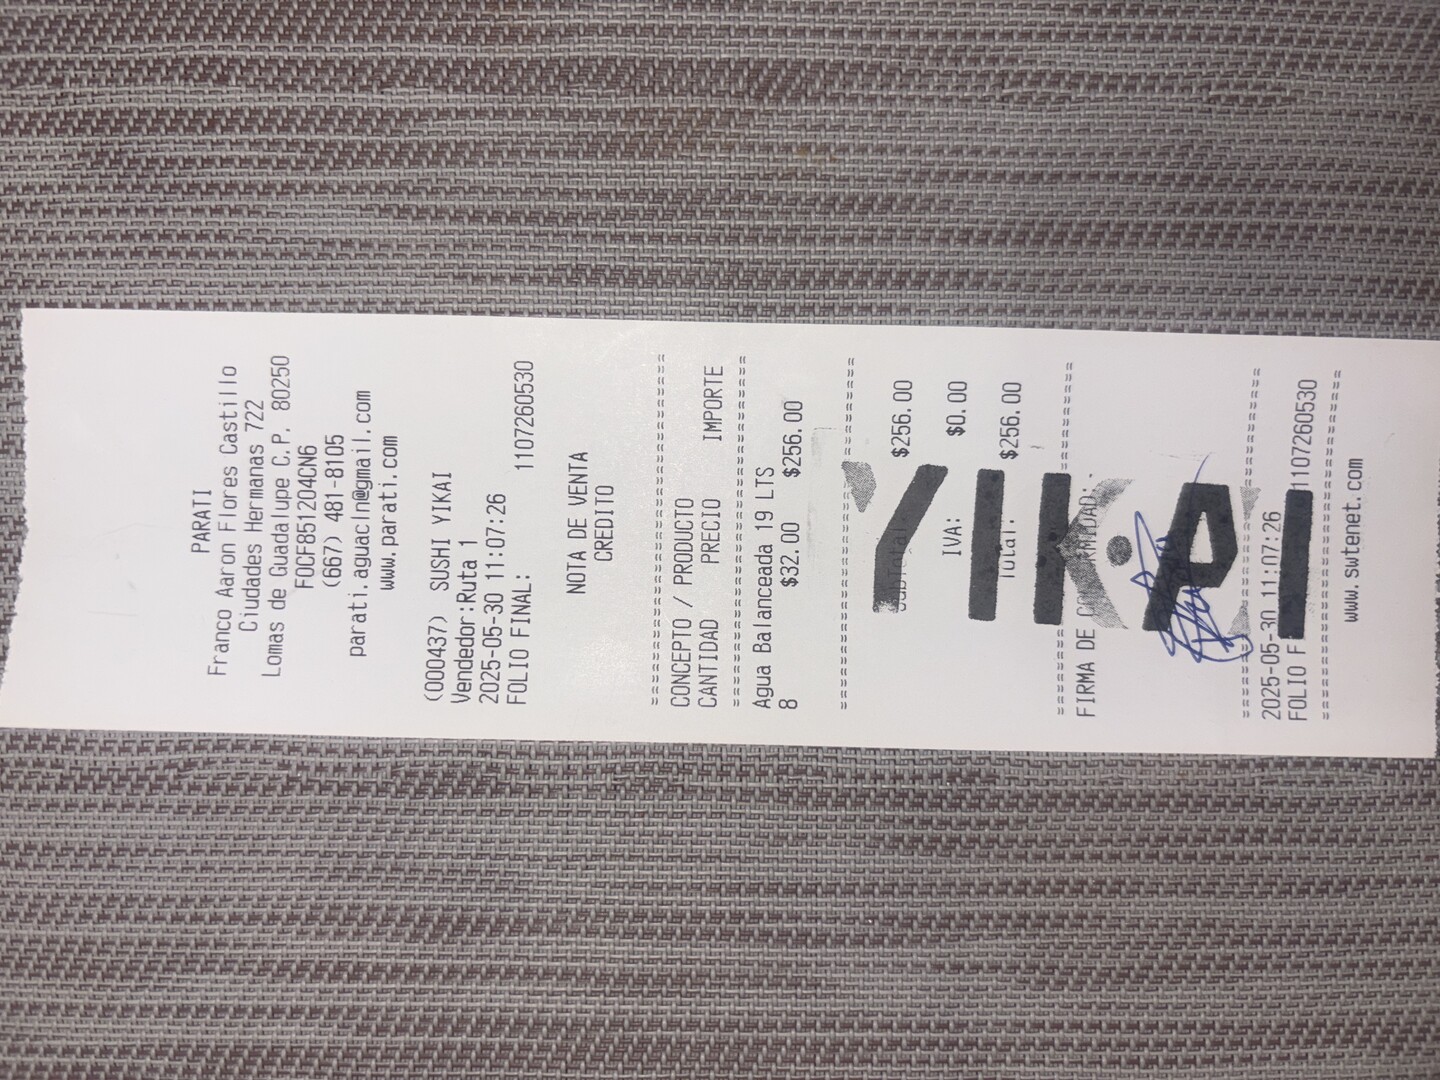 PARATI
Franco Aaron Flores Castillo
Ciudades Hermanas 722
Lomas de Guadalupe C.P. 80250
FOCF851204CN6
(667) 481-8105
parati.aguacln@gmail.com
www.parati.com
(000437) SUSHI YIKAI
Vendedor:Ruta 1
2025-05-30 11:07:26
FOLIO FINAL: 1107260530
NOTA DE VENTA
CREDITO
==============================
CONCEPTO / PRODUCTO
CANTIDAD PRECIO IMPORTE
==============================
Agua Balanceada 19 LTS
8 $32.00 $256.00
==============================
SubTotal: $256.00
IVA: $0.00
Total: $256.00
==============================
FIRMA DE CONFORMIDAD:
YIKAI
==============================
2025-05-30 11:07:26
FOLIO F 1107260530
==============================
www.swtenet.com